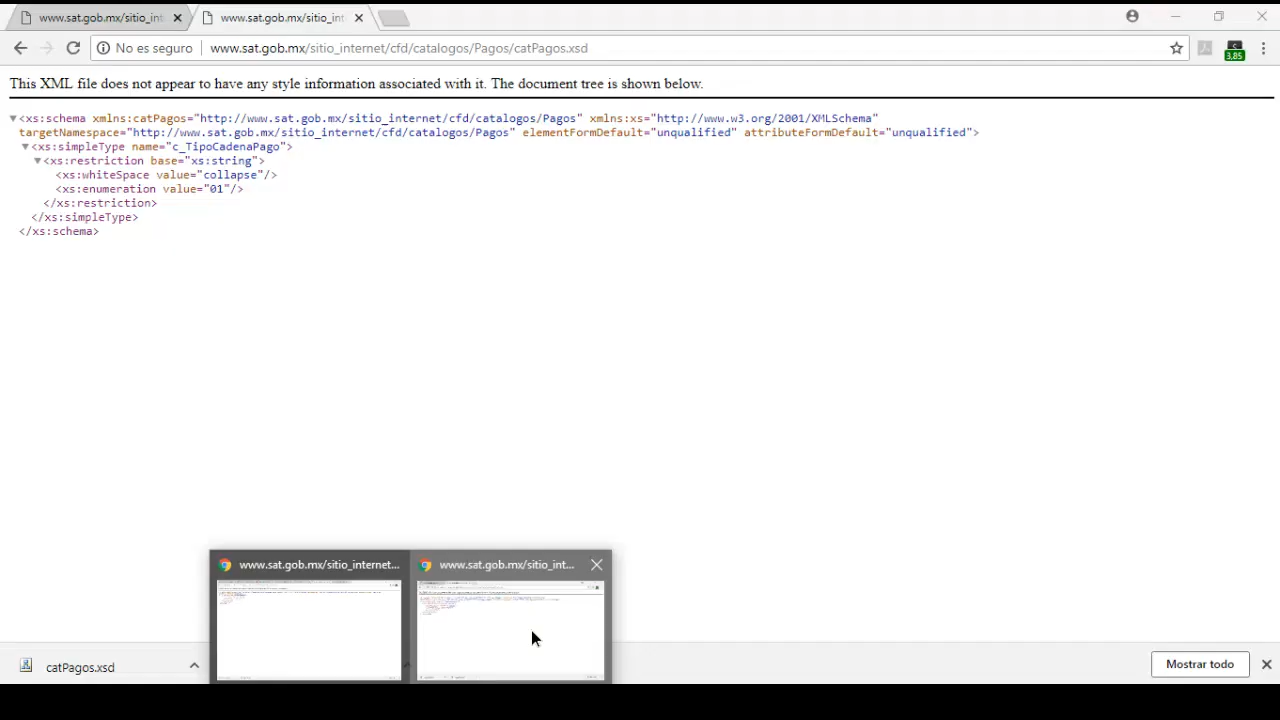 www.sat.gob.mx/sitio_int
www.sat.gob.mx/sitio_int
No es seguro
www.sat.gob.mx/sitio_internet/cfd/catalogos/Pagos/catPagos.xsd
3,85
This XML file does not appear to have any style information associated with it. The document tree is shown below.
<xs:schema xmlns:catPagos="http://www.sat.gob.mx/sitio_internet/cfd/catalogos/Pagos" xmlns:xs="http://www.w3.org/2001/XMLSchema"
targetNamespace="http://www.sat.gob.mx/sitio_internet/cfd/catalogos/Pagos" elementFormDefault="unqualified" attributeFormDefault="unqualified">
<xs:simpleType name="c_TipoCadenaPago">
<xs:restriction base="xs:string">
<xs:whiteSpace value="collapse"/>
<xs:enumeration value="01"/>
</xs:restriction>
</xs:simpleType>
</xs:schema>
www.sat.gob.mx/sitio_internet...
www.sat.gob.mx/sitio_int...
catPagos.xsd
Mostrar todo